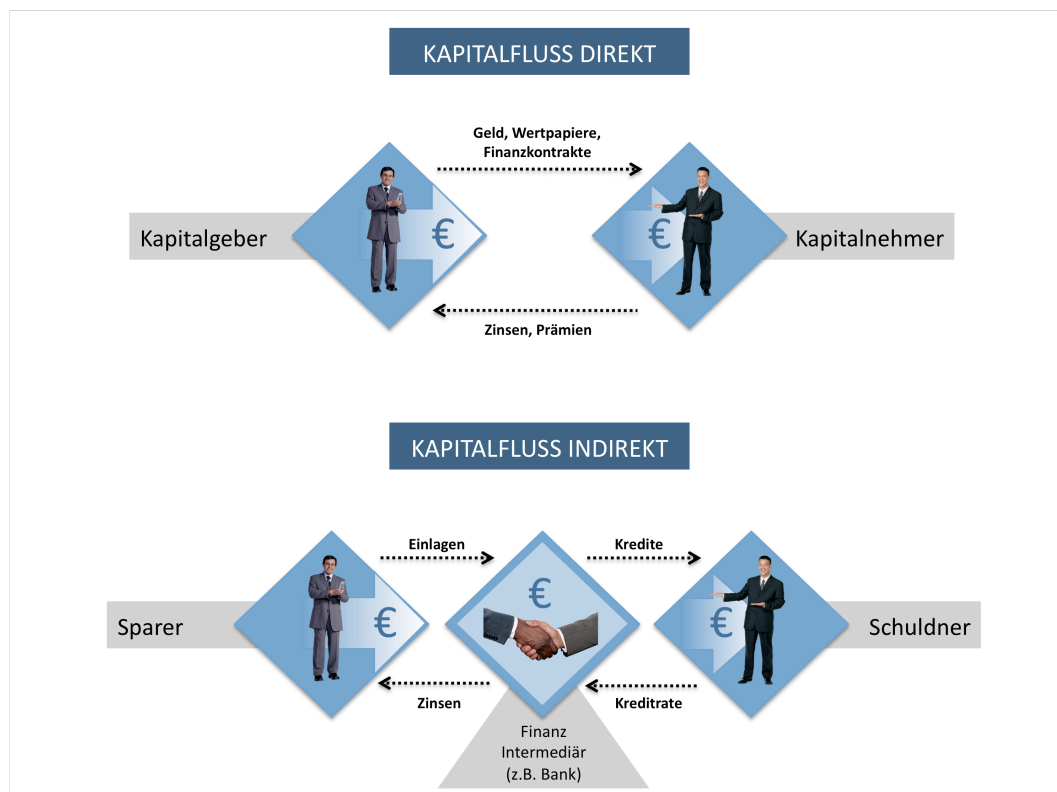 KAPITALFLUSS DIREKT
Geld, Wertpapiere,
Finanzkontrakte
€
€
Kapitalgeber
Kapitalnehmer
Zinsen, Prämien
KAPITALFLUSS INDIREKT
Einlagen
Kredite
€
€
€
Sparer
Schuldner
Zinsen
Kreditrate
Finanz
Intermediär
(z.B. Bank)